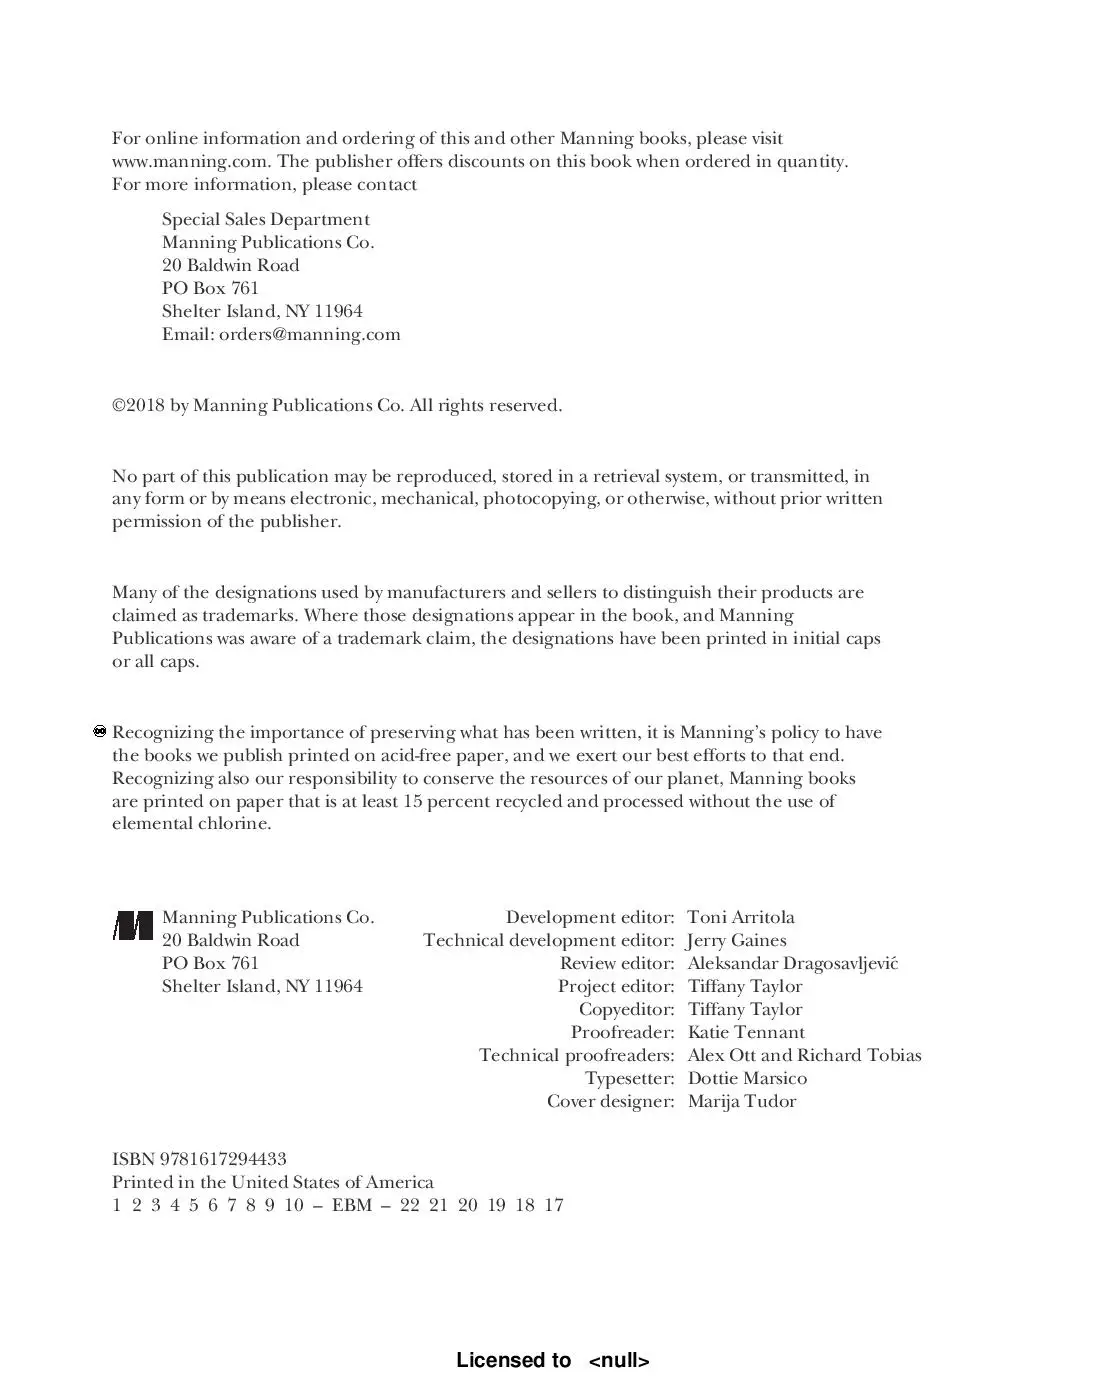 For online information and ordering of this and other Manning books, please visit
www.manning.com. The publisher offers discounts on this book when ordered in quantity.
For more information, please contact
Special Sales Department
Manning Publications Co.
20 Baldwin Road
PO Box 761
Shelter Island, NY 11964
Email: orders@manning.com
©2018 by Manning Publications Co. All rights reserved.
No part of this publication may be reproduced, stored in a retrieval system, or transmitted, in
any form or by means electronic, mechanical, photocopying, or otherwise, without prior written
permission of the publisher.
Many of the designations used by manufacturers and sellers to distinguish their products are
claimed as trademarks. Where those designations appear in the book, and Manning
Publications was aware of a trademark claim, the designations have been printed in initial caps
or all caps.
Recognizing the importance of preserving what has been written, it is Manning’s policy to have
the books we publish printed on acid-free paper, and we exert our best efforts to that end.
Recognizing also our responsibility to conserve the resources of our planet, Manning books
are printed on paper that is at least 15 percent recycled and processed without the use of
elemental chlorine.
Manning Publications Co.
20 Baldwin Road
PO Box 761
Shelter Island, NY 11964
Development editor: Toni Arritola
Technical development editor: Jerry Gaines
Review editor: Aleksandar Dragosavljević
Project editor: Tiffany Taylor
Copyeditor: Tiffany Taylor
Proofreader: Katie Tennant
Technical proofreaders: Alex Ott and Richard Tobias
Typesetter: Dottie Marsico
Cover designer: Marija Tudor
ISBN 9781617294433
Printed in the United States of America
1 2 3 4 5 6 7 8 9 10 – EBM – 22 21 20 19 18 17
Licensed to <null>